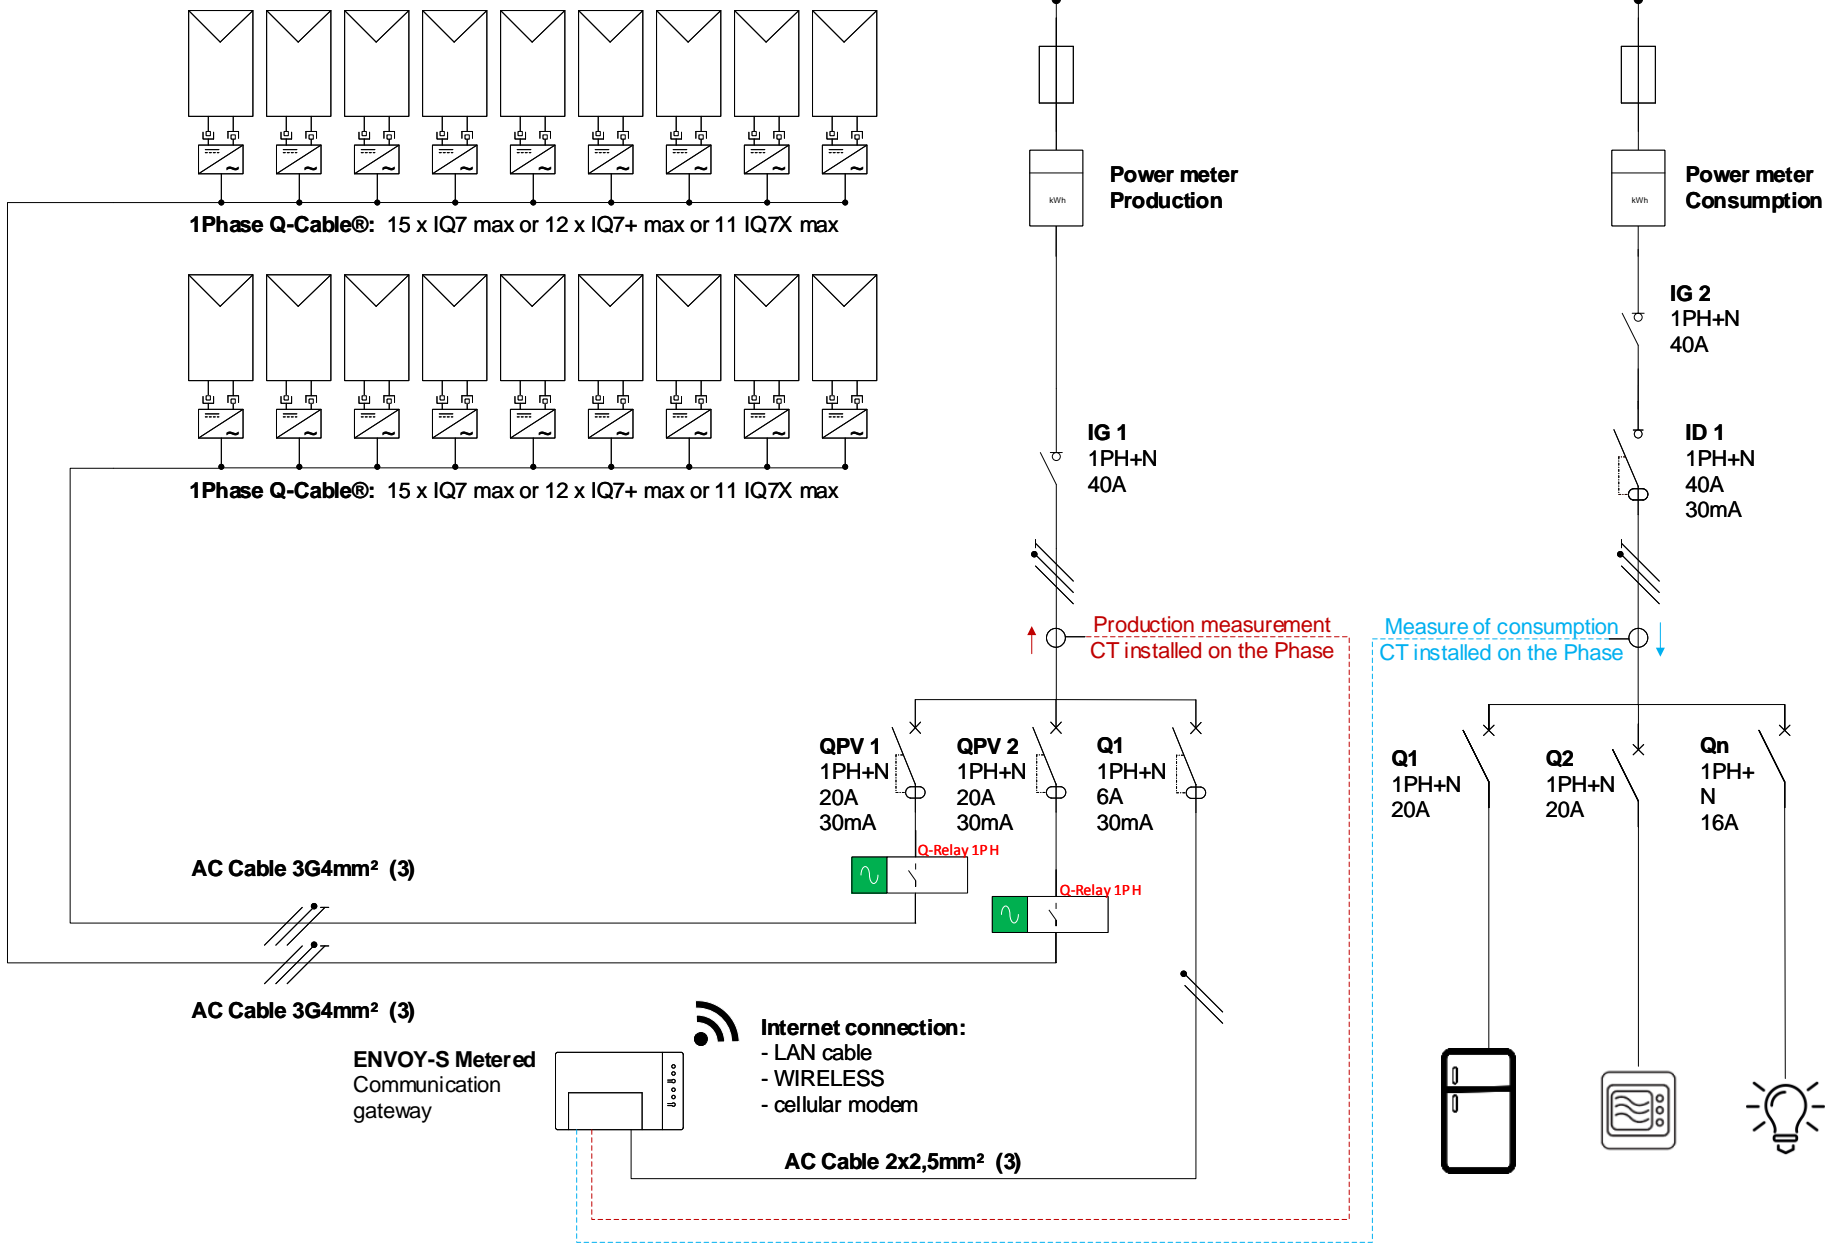 1Phase Q-Cable®: 15 x IQ7 max or 12 x IQ7+ max or 11 IQ7X max
1Phase Q-Cable®: 15 x IQ7 max or 12 x IQ7+ max or 11 IQ7X max
kWh
Power meter
Production
IG 1
1PH+N
40A
Production measurement
CT installed on the Phase
kWh
Power meter
Consumption
IG 2
1PH+N
40A
ID 1
1PH+N
40A
30mA
Measure of consumption
CT installed on the Phase
QPV 1
1PH+N
20A
30mA
QPV 2
1PH+N
20A
30mA
Q1
1PH+N
6A
30mA
Q1
1PH+N
20A
Q2
1PH+N
20A
Qn
1PH+
N
16A
Q-Relay 1PH
Q-Relay 1PH
AC Cable 3G4mm² (3)
AC Cable 3G4mm² (3)
ENVOY-S Metered
Communication
gateway
Internet connection:
- LAN cable
- WIRELESS
- cellular modem
AC Cable 2x2,5mm² (3)